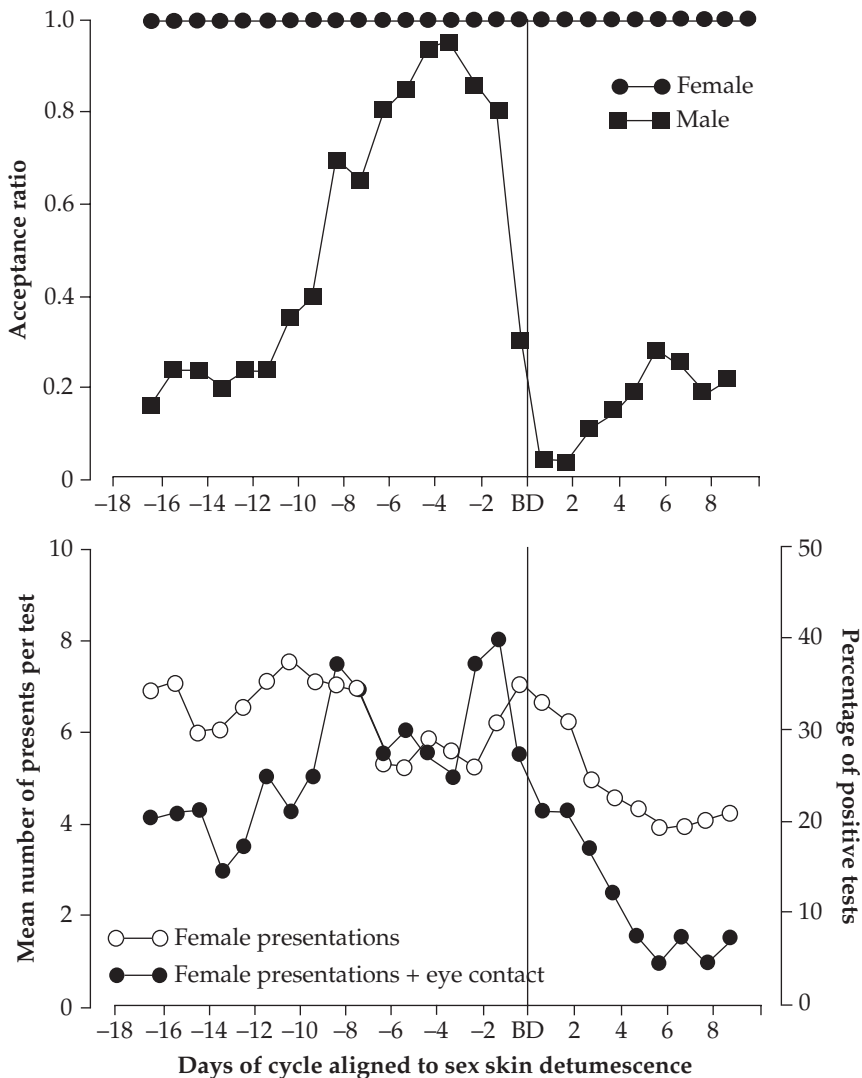 Acceptance ratio
1.0
0.8
0.6
0.4
0.2
0
Female
Male
–18 –16 –14 –12 –10 –8 –6 –4 –2 BD 2 4 6 8
Mean number of presents per test
10
8
6
4
2
0
Percentage of positive tests
50
40
30
20
10
0
Female presentations
Female presentations + eye contact
–18 –16 –14 –12 –10 –8 –6 –4 –2 BD 2 4 6 8
Days of cycle aligned to sex skin detumescence